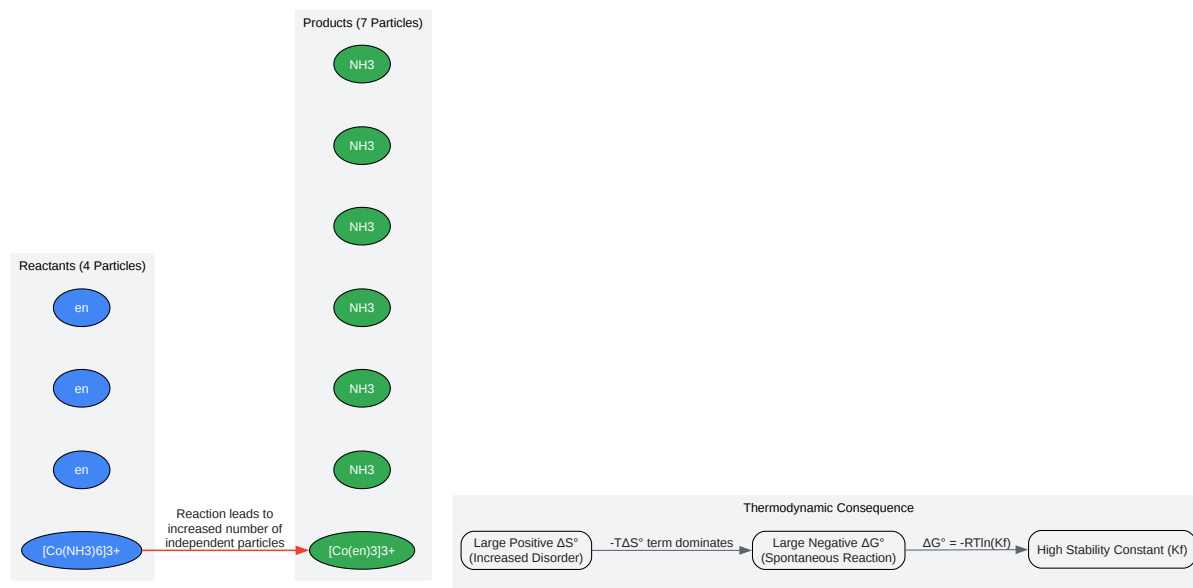 Products (7 Particles)
NH3
NH3
NH3
NH3
NH3
NH3
[Co(en)3]3+
Reactants (4 Particles)
en
en
en
[Co(NH3)6]3+
Reaction leads to
increased number of
independent particles
Thermodynamic Consequence
Large Positive ΔS°
(Increased Disorder)
-TΔS° term dominates
Large Negative ΔG°
(Spontaneous Reaction)
ΔG° = -RTln(Kf)
High Stability Constant (Kf)